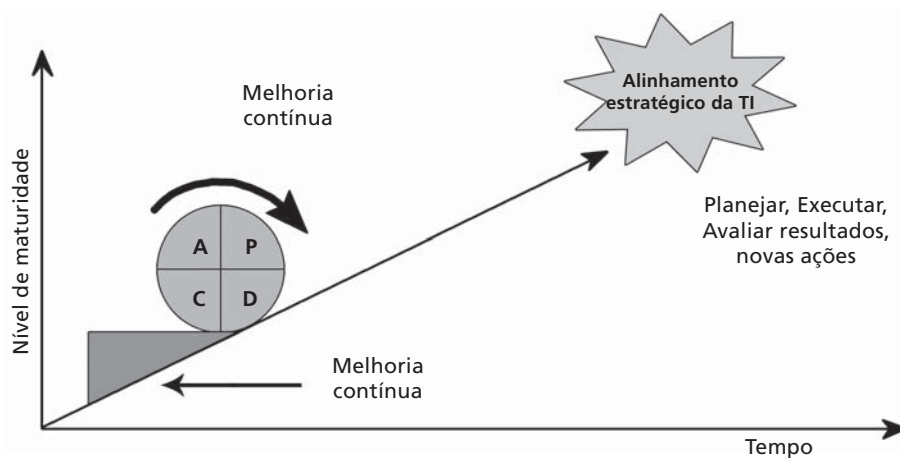 Alinhamento
estratégico da TI
Melhoria
contínua
Nível de maturidade
Planejar, Executar,
Avaliar resultados,
novas ações
A P
C D
Melhoria
contínua
Tempo